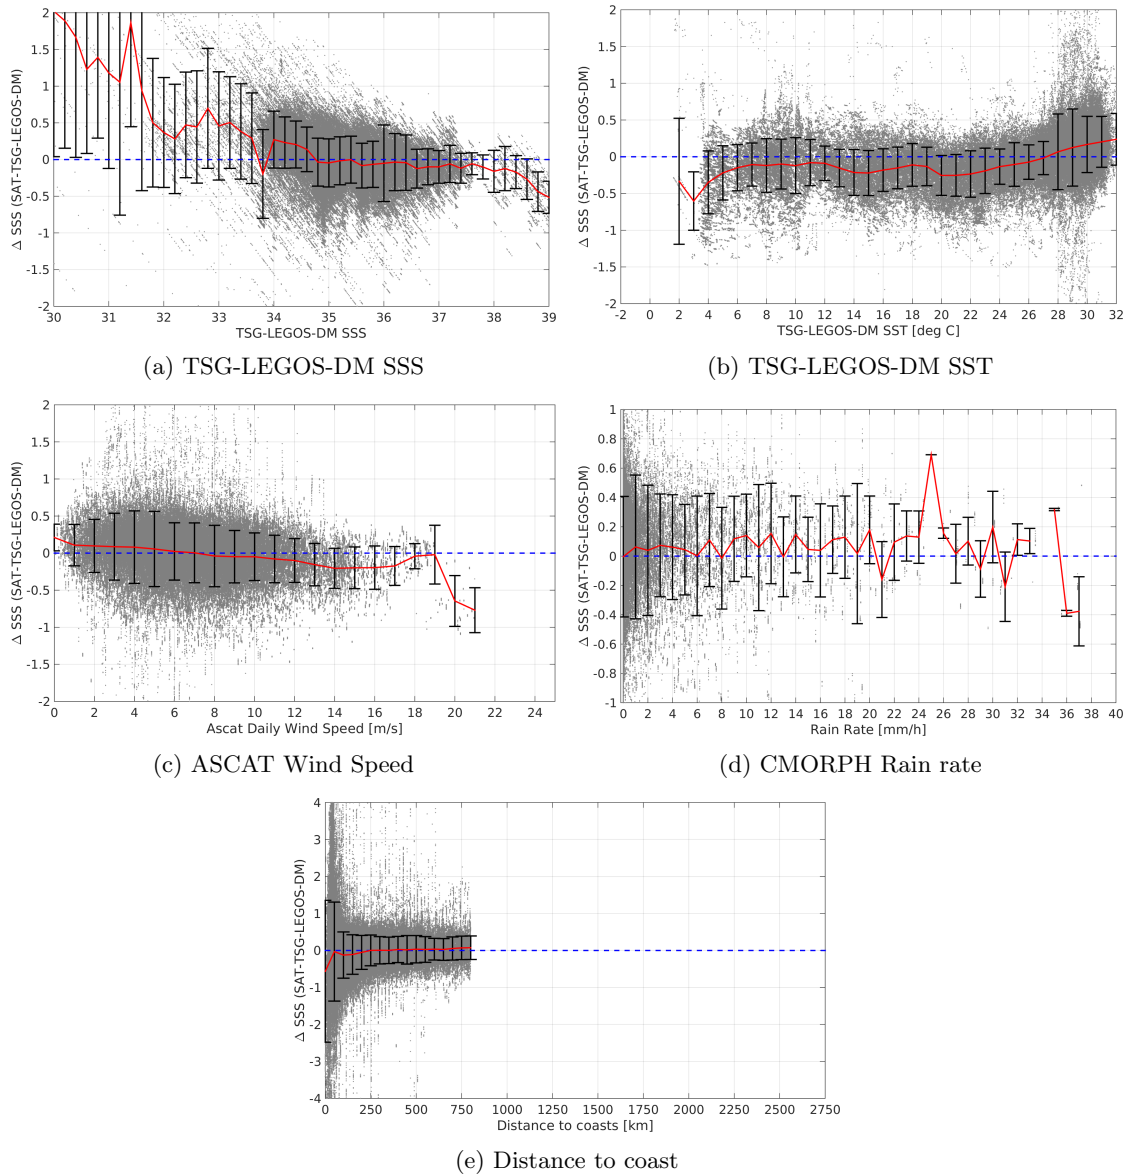 2
1.5
1
0.5
0
-0.5
-1
-1.5
-2
Δ SSS (SAT-TSG-LEGOS-DM)
30 31 32 33 34 35 36 37 38 39
TSG-LEGOS-DM SSS
(a) TSG-LEGOS-DM SSS
2
1.5
1
0.5
0
-0.5
-1
-1.5
-2
Δ SSS (SAT-TSG-LEGOS-DM)
-2 0 2 4 6 8 10 12 14 16 18 20 22 24 26 28 30 32
TSG-LEGOS-DM SST [deg C]
(b) TSG-LEGOS-DM SST
2
1.5
1
0.5
0
-0.5
-1
-1.5
-2
Δ SSS (SAT-TSG-LEGOS-DM)
0 2 4 6 8 10 12 14 16 18 20 22 24
Ascat Daily Wind Speed [m/s]
(c) ASCAT Wind Speed
1
0.8
0.6
0.4
0.2
0
-0.2
-0.4
-0.6
-0.8
-1
Δ SSS (SAT-TSG-LEGOS-DM)
0 2 4 6 8 10 12 14 16 18 20 22 24 26 28 30 32 34 36 38 40
Rain Rate [mm/h]
(d) CMORPH Rain rate
4
3
2
1
0
-1
-2
-3
-4
Δ SSS (SAT-TSG-LEGOS-DM)
0 250 500 750 1000 1250 1500 1750 2000 2250 2500 2750
Distance to coasts [km]
(e) Distance to coast